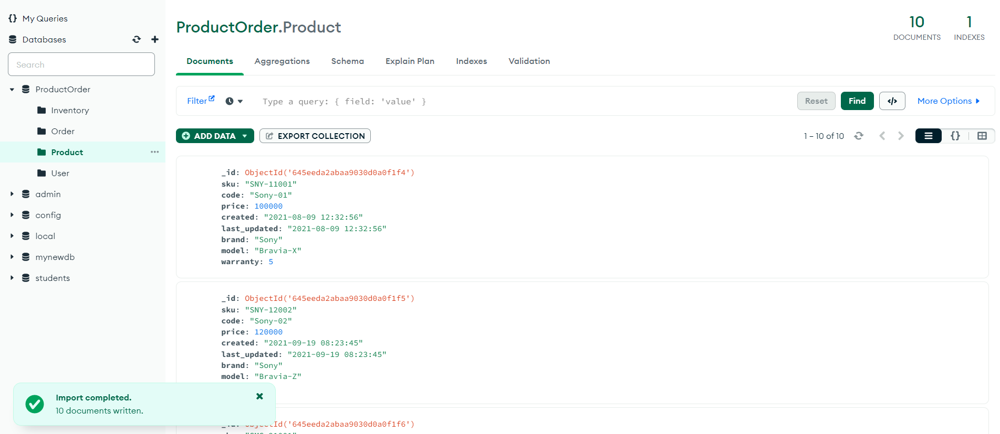 My Queries
Databases
Search
ProductOrder
Inventory
Order
Product
User
admin
config
local
mynewdb
students
ProductOrder.Product
10
DOCUMENTS
1
INDEXES
Documents
Aggregations
Schema
Explain Plan
Indexes
Validation
Filter
Type a query: { field: 'value' }
Reset
Find
</>
More Options
ADD DATA
EXPORT COLLECTION
1 – 10 of 10
{}
_id: ObjectId('645eeda2abaa9030d0a0f1f4')
sku: "SNY-11001"
code: "Sony-01"
price: 100000
created: "2021-08-09 12:32:56"
last_updated: "2021-08-09 12:32:56"
brand: "Sony"
model: "Bravia-X"
warranty: 5
_id: ObjectId('645eeda2abaa9030d0a0f1f5')
sku: "SNY-12002"
code: "Sony-02"
price: 120000
created: "2021-09-19 08:23:45"
last_updated: "2021-09-19 08:23:45"
brand: "Sony"
model: "Bravia-Z"
Import completed.
10 documents written.
_id: ObjectId('645eeda2abaa9030d0a0f1f6')